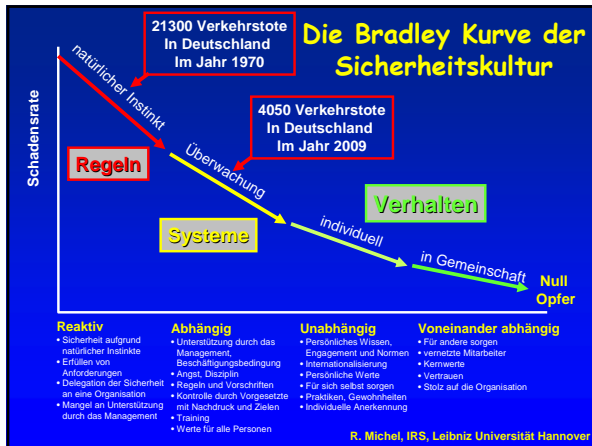 Die Bradley Kurve der
Sicherheitskultur
21300 Verkehrstote
In Deutschland
Im Jahr 1970
4050 Verkehrstote
In Deutschland
Im Jahr 2009
Schadensrate
natürlicher Instinkt
Überwachung
individuell
in Gemeinschaft
Regeln
Systeme
Verhalten
Null
Opfer
Reaktiv
• Sicherheit aufgrund
natürlicher Instinkte
• Erfüllen von
Anforderungen
• Delegation der Sicherheit
an eine Organisation
• Mangel an Unterstützung
durch das Management
Abhängig
• Unterstützung durch das
Management,
Beschäftigungsbedingung
• Angst, Disziplin
• Regeln und Vorschriften
• Kontrolle durch Vorgesetzte
mit Nachdruck und Zielen
• Training
• Werte für alle Personen
Unabhängig
• Persönliches Wissen,
Engagement und Normen
• Internationalisierung
• Persönliche Werte
• Für sich selbst sorgen
• Praktiken, Gewohnheiten
• Individuelle Anerkennung
Voneinander abhängig
• Für andere sorgen
• vernetzte Mitarbeiter
• Kernwerte
• Vertrauen
• Stolz auf die Organisation
R. Michel, IRS, Leibniz Universität Hannover